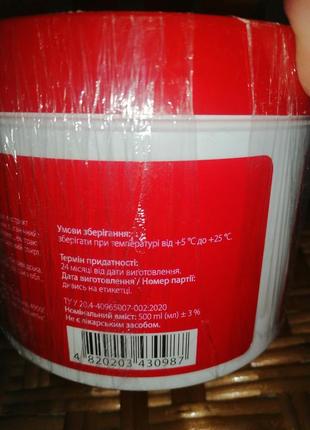 Умови зберігання:
зберігати при температурі від +5 °C до +25 °C.
Термін придатності:
24 місяці від дати виготовлення.
Дата виготовлення / Номер партії:
дивись на етикетці.
ТУ У 20.4-40965907-002:2020
Номінальний вміст: 500 ml (мл) ± 3 %
Не є лікарським засобом.
4 820203 430987